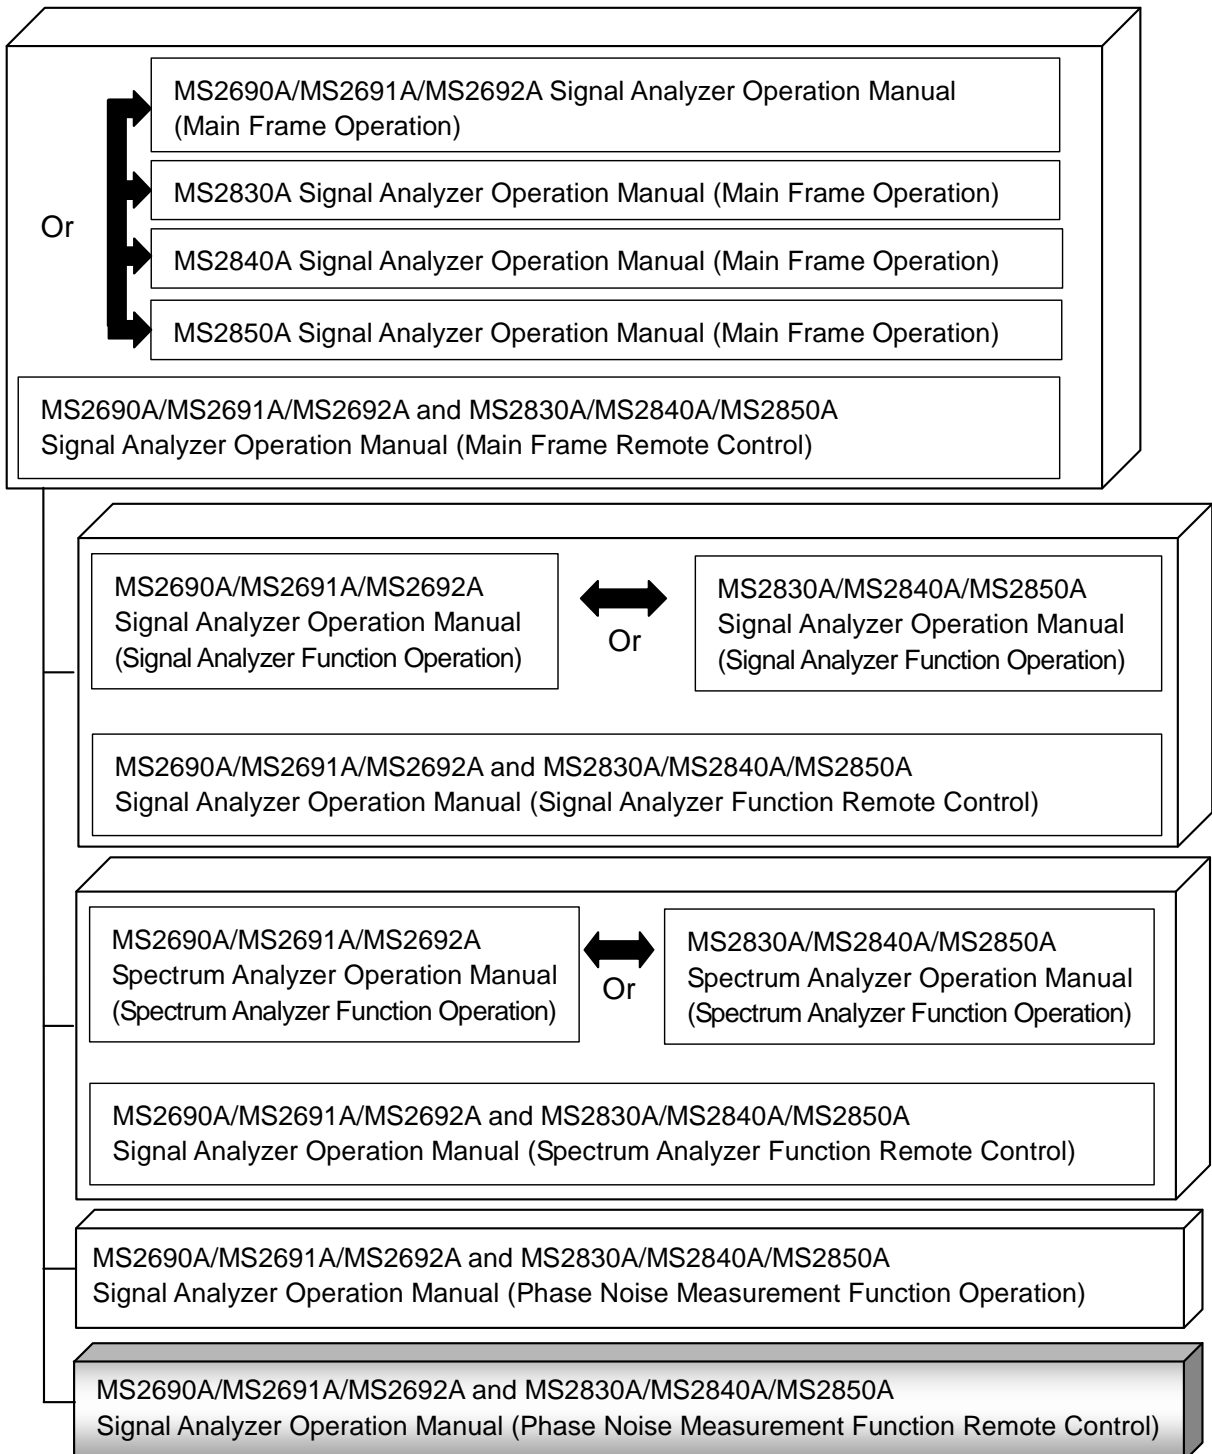 MS2690A/MS2691A/MS2692A Signal Analyzer Operation Manual
(Main Frame Operation)
MS2830A Signal Analyzer Operation Manual (Main Frame Operation)
Or
MS2840A Signal Analyzer Operation Manual (Main Frame Operation)
MS2850A Signal Analyzer Operation Manual (Main Frame Operation)
MS2690A/MS2691A/MS2692A and MS2830A/MS2840A/MS2850A
Signal Analyzer Operation Manual (Main Frame Remote Control)
MS2690A/MS2691A/MS2692A
Signal Analyzer Operation Manual
(Signal Analyzer Function Operation)
Or
MS2830A/MS2840A/MS2850A
Signal Analyzer Operation Manual
(Signal Analyzer Function Operation)
MS2690A/MS2691A/MS2692A and MS2830A/MS2840A/MS2850A
Signal Analyzer Operation Manual (Signal Analyzer Function Remote Control)
MS2690A/MS2691A/MS2692A
Spectrum Analyzer Operation Manual
(Spectrum Analyzer Function Operation)
Or
MS2830A/MS2840A/MS2850A
Spectrum Analyzer Operation Manual
(Spectrum Analyzer Function Operation)
MS2690A/MS2691A/MS2692A and MS2830A/MS2840A/MS2850A
Signal Analyzer Operation Manual (Spectrum Analyzer Function Remote Control)
MS2690A/MS2691A/MS2692A and MS2830A/MS2840A/MS2850A
Signal Analyzer Operation Manual (Phase Noise Measurement Function Operation)
MS2690A/MS2691A/MS2692A and MS2830A/MS2840A/MS2850A
Signal Analyzer Operation Manual (Phase Noise Measurement Function Remote Control)